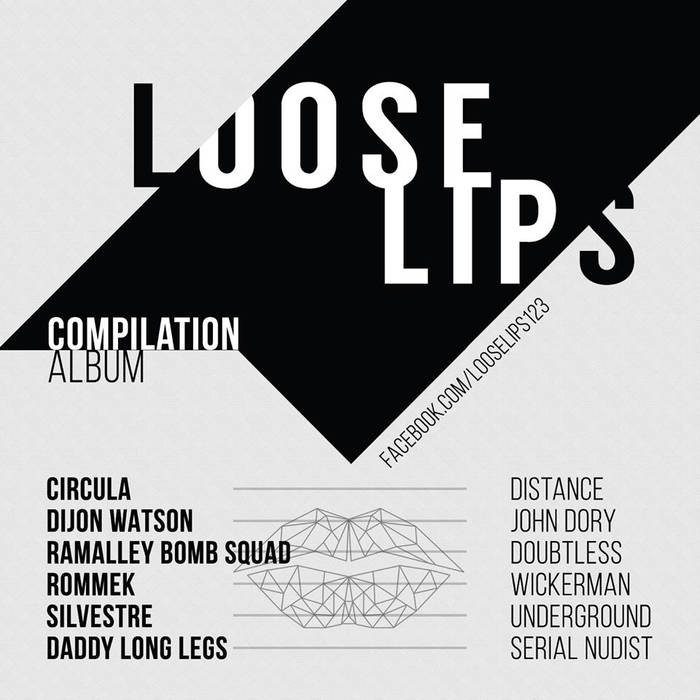 LOOSE
LIPS
COMPILATION
ALBUM
FACEBOOK.COM/LOOSELIPS123
CIRCULA DISTANCE
DIJON WATSON JOHN DORY
RAMALLEY BOMB SQUAD DOUBTLESS
ROMMEK WICKERMAN
SILVESTRE UNDERGROUND
DADDY LONG LEGS SERIAL NUDIST